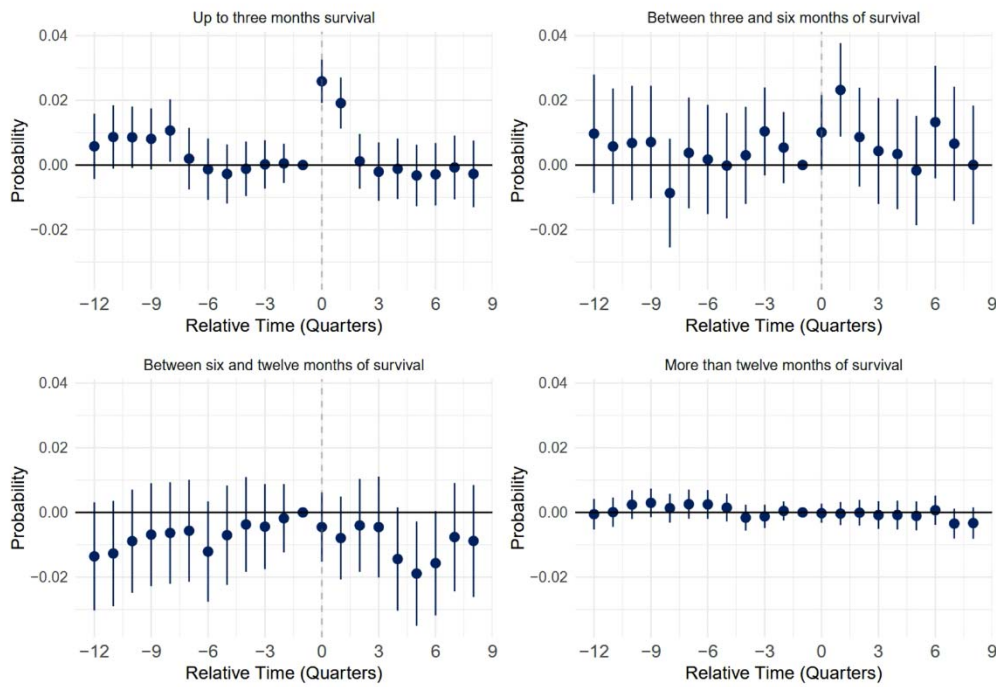 Up to three months survival
0.04
0.02
0.00
−0.02
Probability
−12 −9 −6 −3 0 3 6 9
Relative Time (Quarters)
Between three and six months of survival
0.04
0.02
0.00
−0.02
Probability
−12 −9 −6 −3 0 3 6 9
Relative Time (Quarters)
Between six and twelve months of survival
0.04
0.02
0.00
−0.02
Probability
−12 −9 −6 −3 0 3 6 9
Relative Time (Quarters)
More than twelve months of survival
0.04
0.02
0.00
−0.02
Probability
−12 −9 −6 −3 0 3 6 9
Relative Time (Quarters)